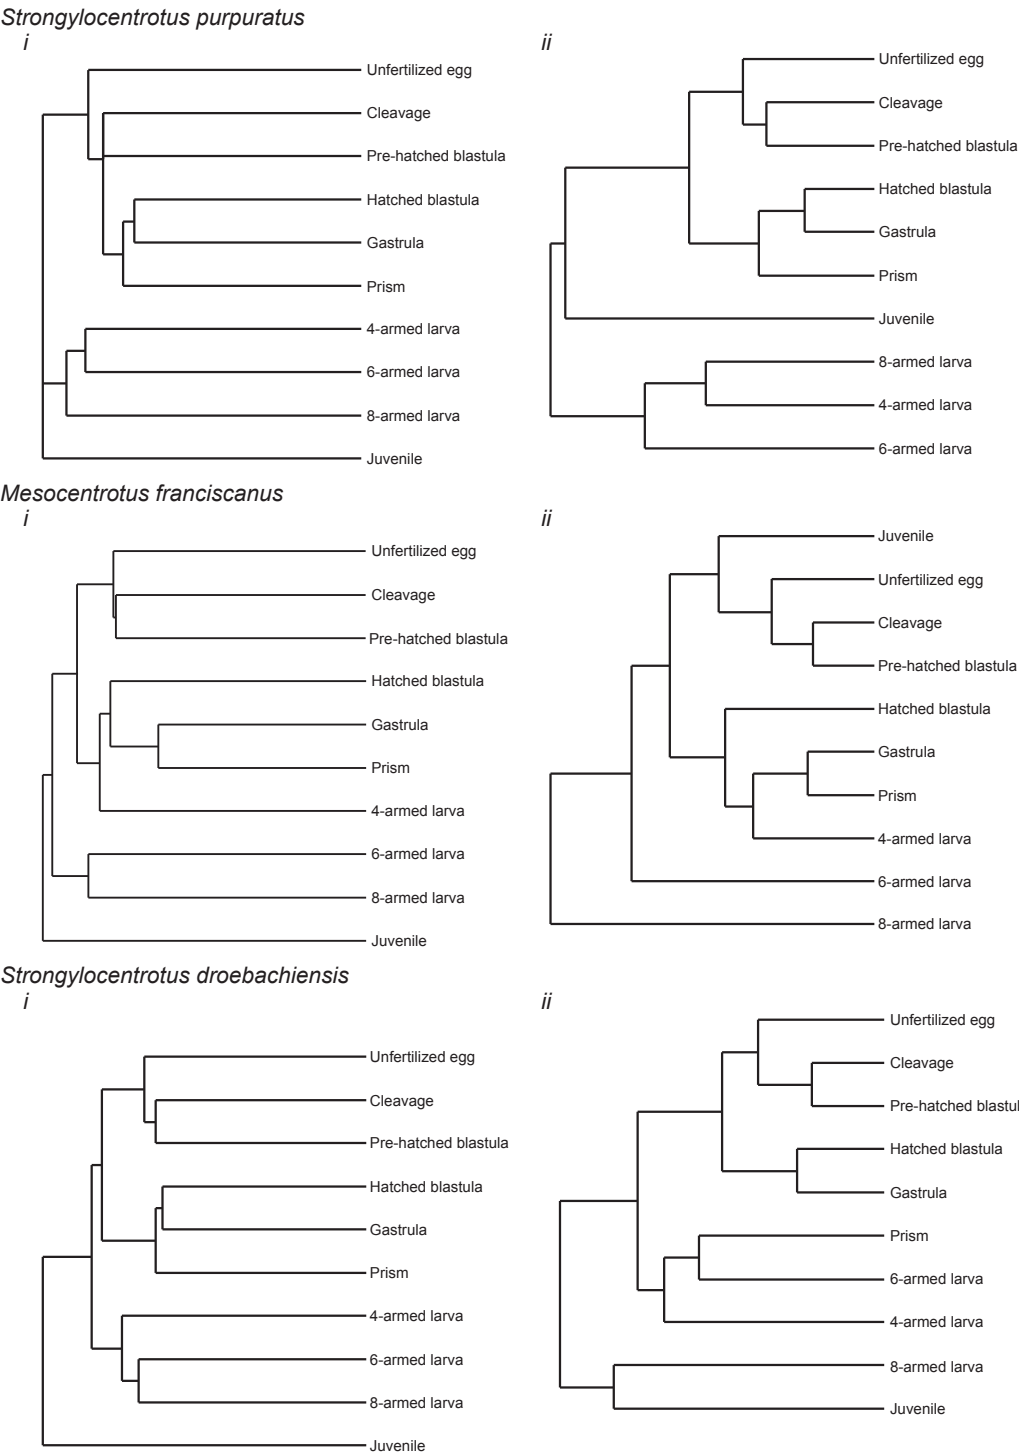 Strongylocentrotus purpuratus
i
Unfertilized egg
Cleavage
Pre-hatched blastula
Hatched blastula
Gastrula
Prism
4-armed larva
6-armed larva
8-armed larva
Juvenile
ii
Unfertilized egg
Cleavage
Pre-hatched blastula
Hatched blastula
Gastrula
Prism
Juvenile
8-armed larva
4-armed larva
6-armed larva
Mesocentrotus franciscanus
i
Unfertilized egg
Cleavage
Pre-hatched blastula
Hatched blastula
Gastrula
Prism
4-armed larva
6-armed larva
8-armed larva
Juvenile
ii
Juvenile
Unfertilized egg
Cleavage
Pre-hatched blastula
Hatched blastula
Gastrula
Prism
4-armed larva
6-armed larva
8-armed larva
Strongylocentrotus droebachiensis
i
Unfertilized egg
Cleavage
Pre-hatched blastula
Hatched blastula
Gastrula
Prism
4-armed larva
6-armed larva
8-armed larva
Juvenile
ii
Unfertilized egg
Cleavage
Pre-hatched blastul
Hatched blastula
Gastrula
Prism
6-armed larva
4-armed larva
8-armed larva
Juvenile